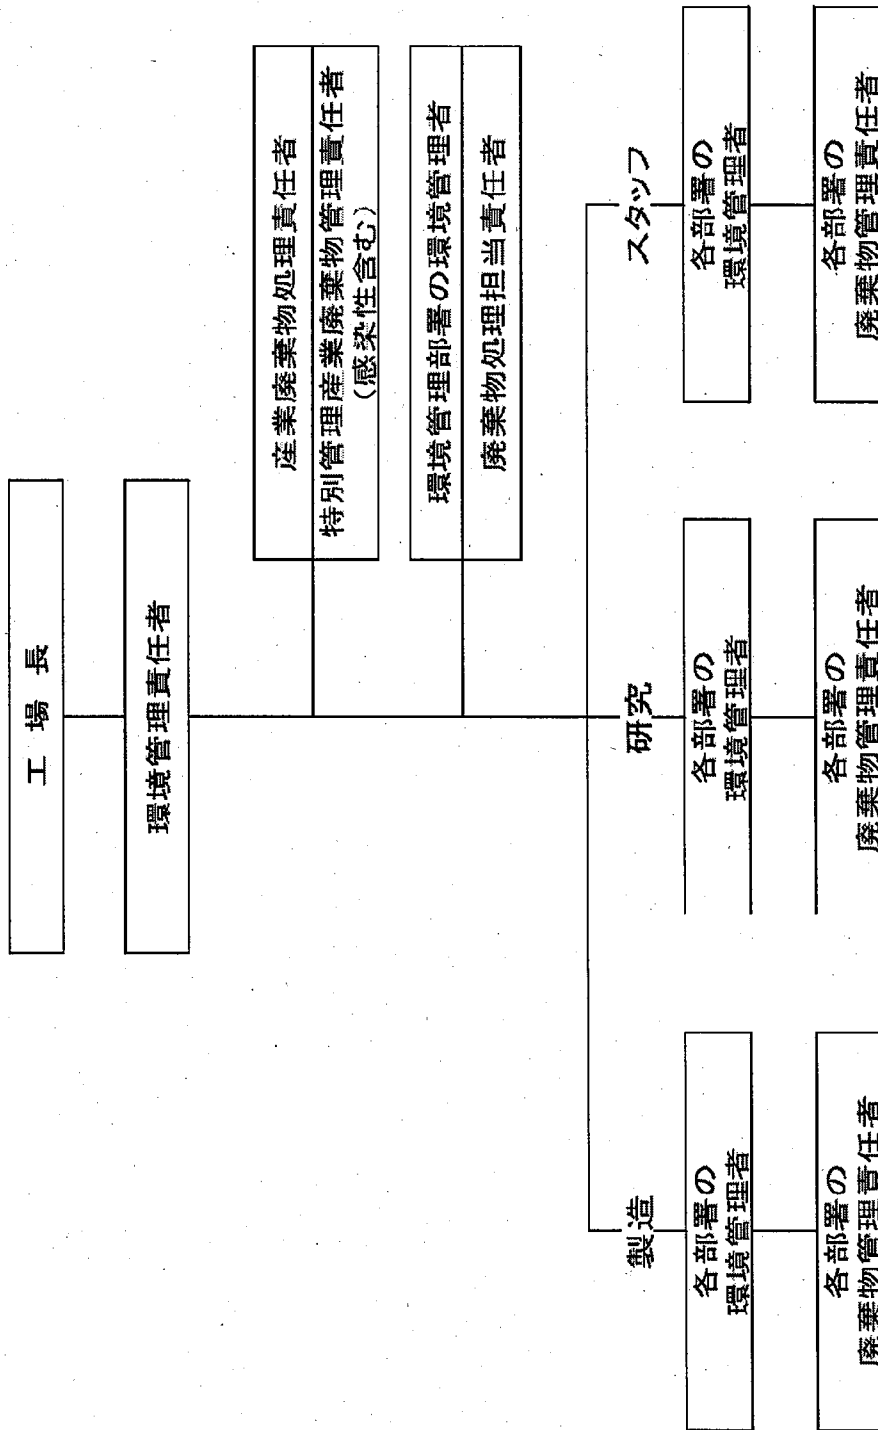 工場長
環境管理責任者
産業廃棄物処理責任者
特別管理産業廃棄物管理責任者
(感染性含む)
環境管理部署の環境管理者
廃棄物処理担当責任者
製造
各部署の
環境管理者
各部署の
廃棄物管理責任者
研究
各部署の
環境管理者
各部署の
廃棄物管理責任者
スタッフ
各部署の
環境管理者
各部署の
廃棄物管理責任者